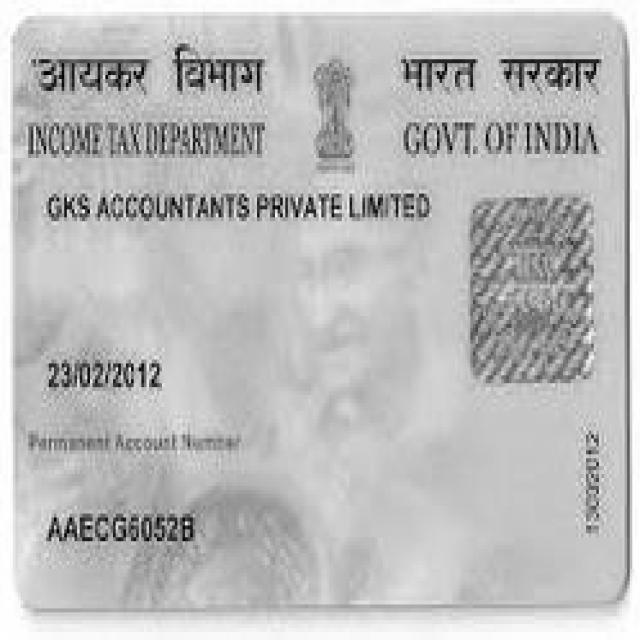 आयकर विभाग भारत सरकार
INCOME TAX DEPARTMENT GOVT. OF INDIA
GKS ACCOUNTANTS PRIVATE LIMITED
23/02/2012
Permanent Account Number
AAECG6052B